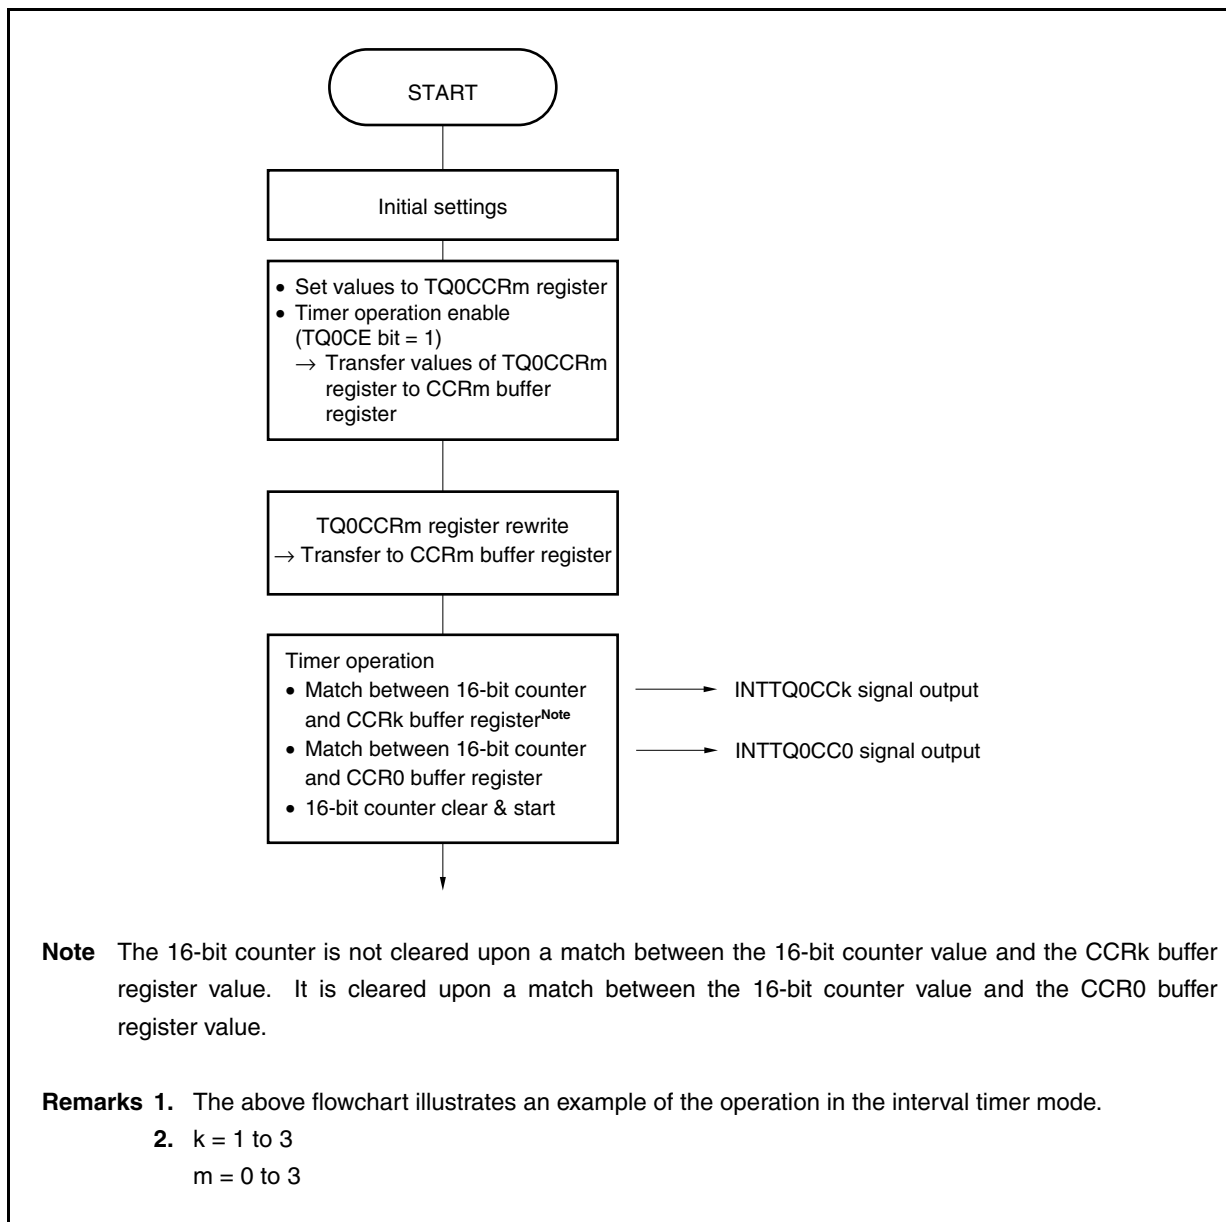 START
Initial settings
• Set values to TQ0CCRm register
• Timer operation enable
(TQ0CE bit = 1)
→ Transfer values of TQ0CCRm
register to CCRm buffer
register
TQ0CCRm register rewrite
→ Transfer to CCRm buffer register
Timer operation
• Match between 16-bit counter
and CCRk buffer registerNote
• Match between 16-bit counter
and CCR0 buffer register
• 16-bit counter clear & start
INTTQ0CCk signal output
INTTQ0CC0 signal output
Note The 16-bit counter is not cleared upon a match between the 16-bit counter value and the CCRk buffer
register value. It is cleared upon a match between the 16-bit counter value and the CCR0 buffer
register value.
Remarks 1. The above flowchart illustrates an example of the operation in the interval timer mode.
2. k = 1 to 3
m = 0 to 3